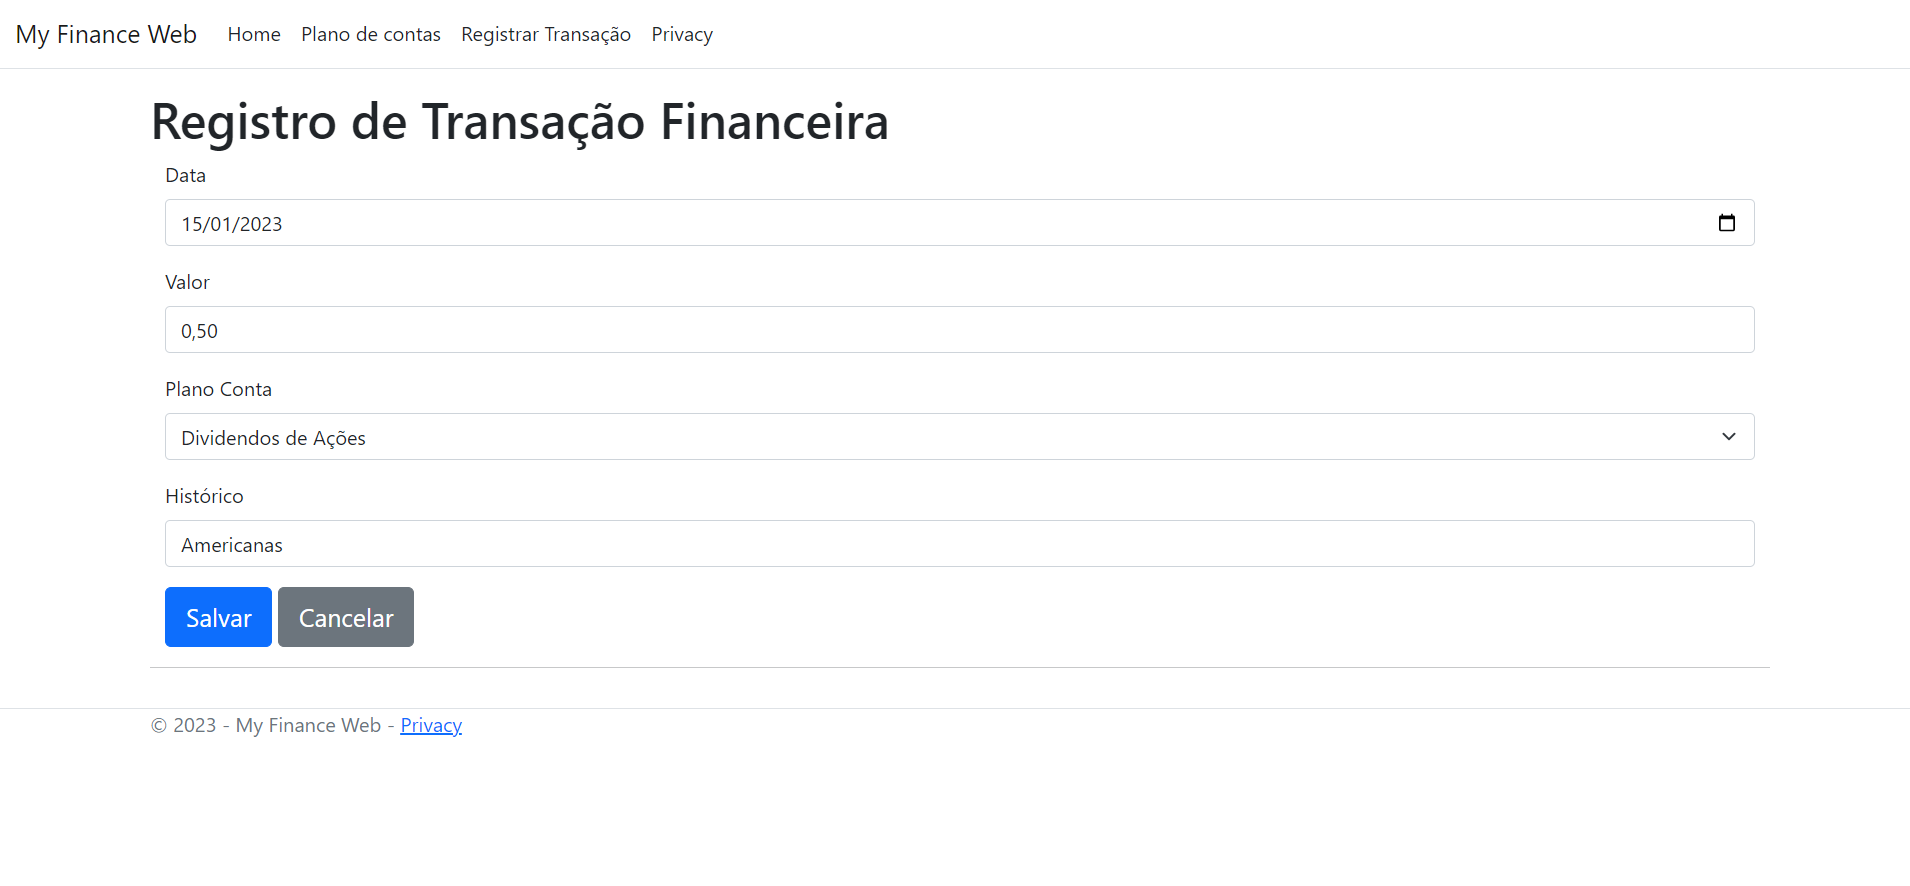 My Finance Web Home Plano de contas Registrar Transação Privacy
Registro de Transação Financeira
Data
15/01/2023
Valor
0,50
Plano Conta
Dividendos de Ações
Histórico
Americanas
Salvar Cancelar
© 2023 - My Finance Web - Privacy